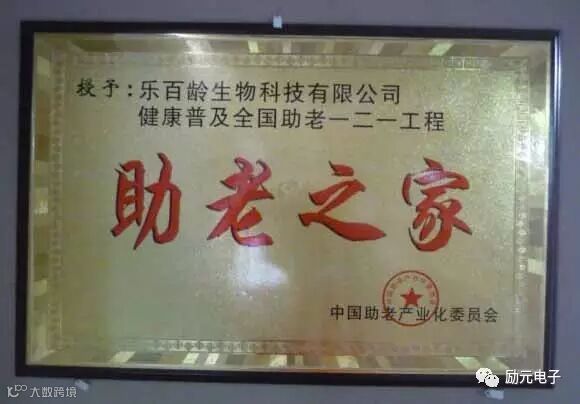 授予:乐百龄生物科技有限公司
健康普及全国助老一二一工程
助老之家
中国助老产业化委员会
大数跨境
励元电子